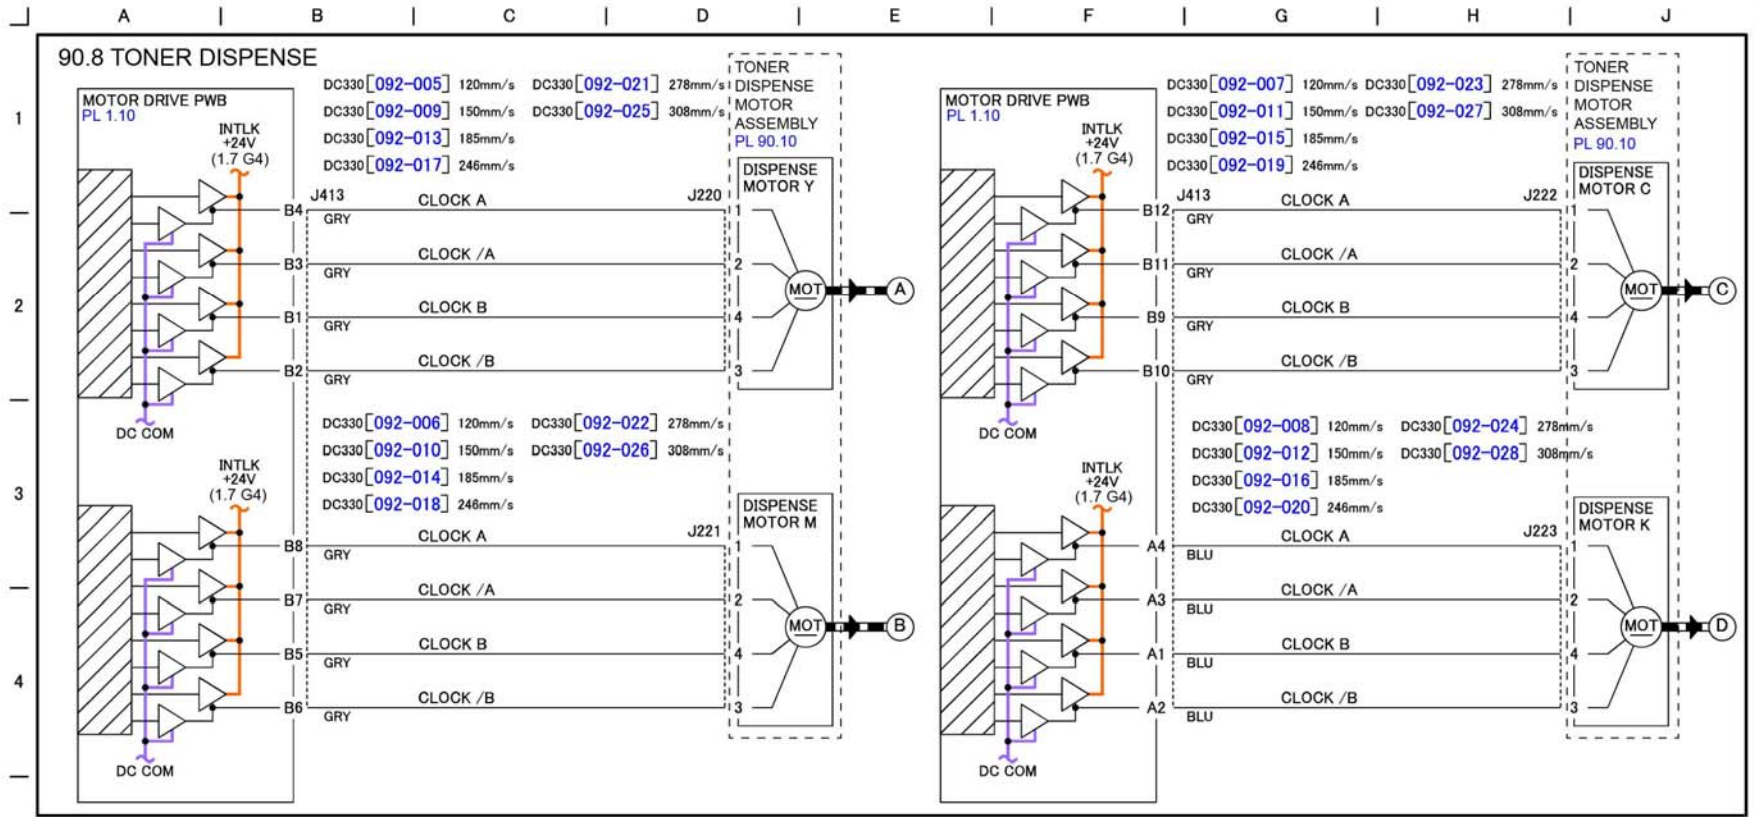 A B C D E F G H J
1
2
3
4
90.8 TONER DISPENSE
MOTOR DRIVE PWB
PL 1.10
INTLK
+24V
(1.7 G4)
DC330[092-005] 120mm/s DC330[092-021] 278mm/s
DC330[092-009] 150mm/s DC330[092-025] 308mm/s
DC330[092-013] 185mm/s
DC330[092-017] 246mm/s
TONER
DISPENSE
MOTOR
ASSEMBLY
PL 90.10
DISPENSE
MOTOR Y
J413 J220
B4 CLOCK A 1
GRY
B3 CLOCK /A 2
GRY
B1 CLOCK B 4
GRY
B2 CLOCK /B 3
GRY
MOT A
DC COM
INTLK
+24V
(1.7 G4)
DC330[092-006] 120mm/s DC330[092-022] 278mm/s
DC330[092-010] 150mm/s DC330[092-026] 308mm/s
DC330[092-014] 185mm/s
DC330[092-018] 246mm/s
DISPENSE
MOTOR M
J221
B8 CLOCK A 1
GRY
B7 CLOCK /A 2
GRY
B5 CLOCK B 4
GRY
B6 CLOCK /B 3
GRY
MOT B
DC COM
MOTOR DRIVE PWB
PL 1.10
INTLK
+24V
(1.7 G4)
DC330[092-007] 120mm/s DC330[092-023] 278mm/s
DC330[092-011] 150mm/s DC330[092-027] 308mm/s
DC330[092-015] 185mm/s
DC330[092-019] 246mm/s
TONER
DISPENSE
MOTOR
ASSEMBLY
PL 90.10
DISPENSE
MOTOR C
J413 J222
B12 CLOCK A 1
GRY
B11 CLOCK /A 2
GRY
B9 CLOCK B 4
GRY
B10 CLOCK /B 3
GRY
MOT C
DC COM
INTLK
+24V
(1.7 G4)
DC330[092-008] 120mm/s DC330[092-024] 278mm/s
DC330[092-012] 150mm/s DC330[092-028] 308mm/s
DC330[092-016] 185mm/s
DC330[092-020] 246mm/s
DISPENSE
MOTOR K
J223
A4 CLOCK A 1
BLU
A3 CLOCK /A 2
BLU
A1 CLOCK B 4
BLU
A2 CLOCK /B 3
BLU
MOT D
DC COM